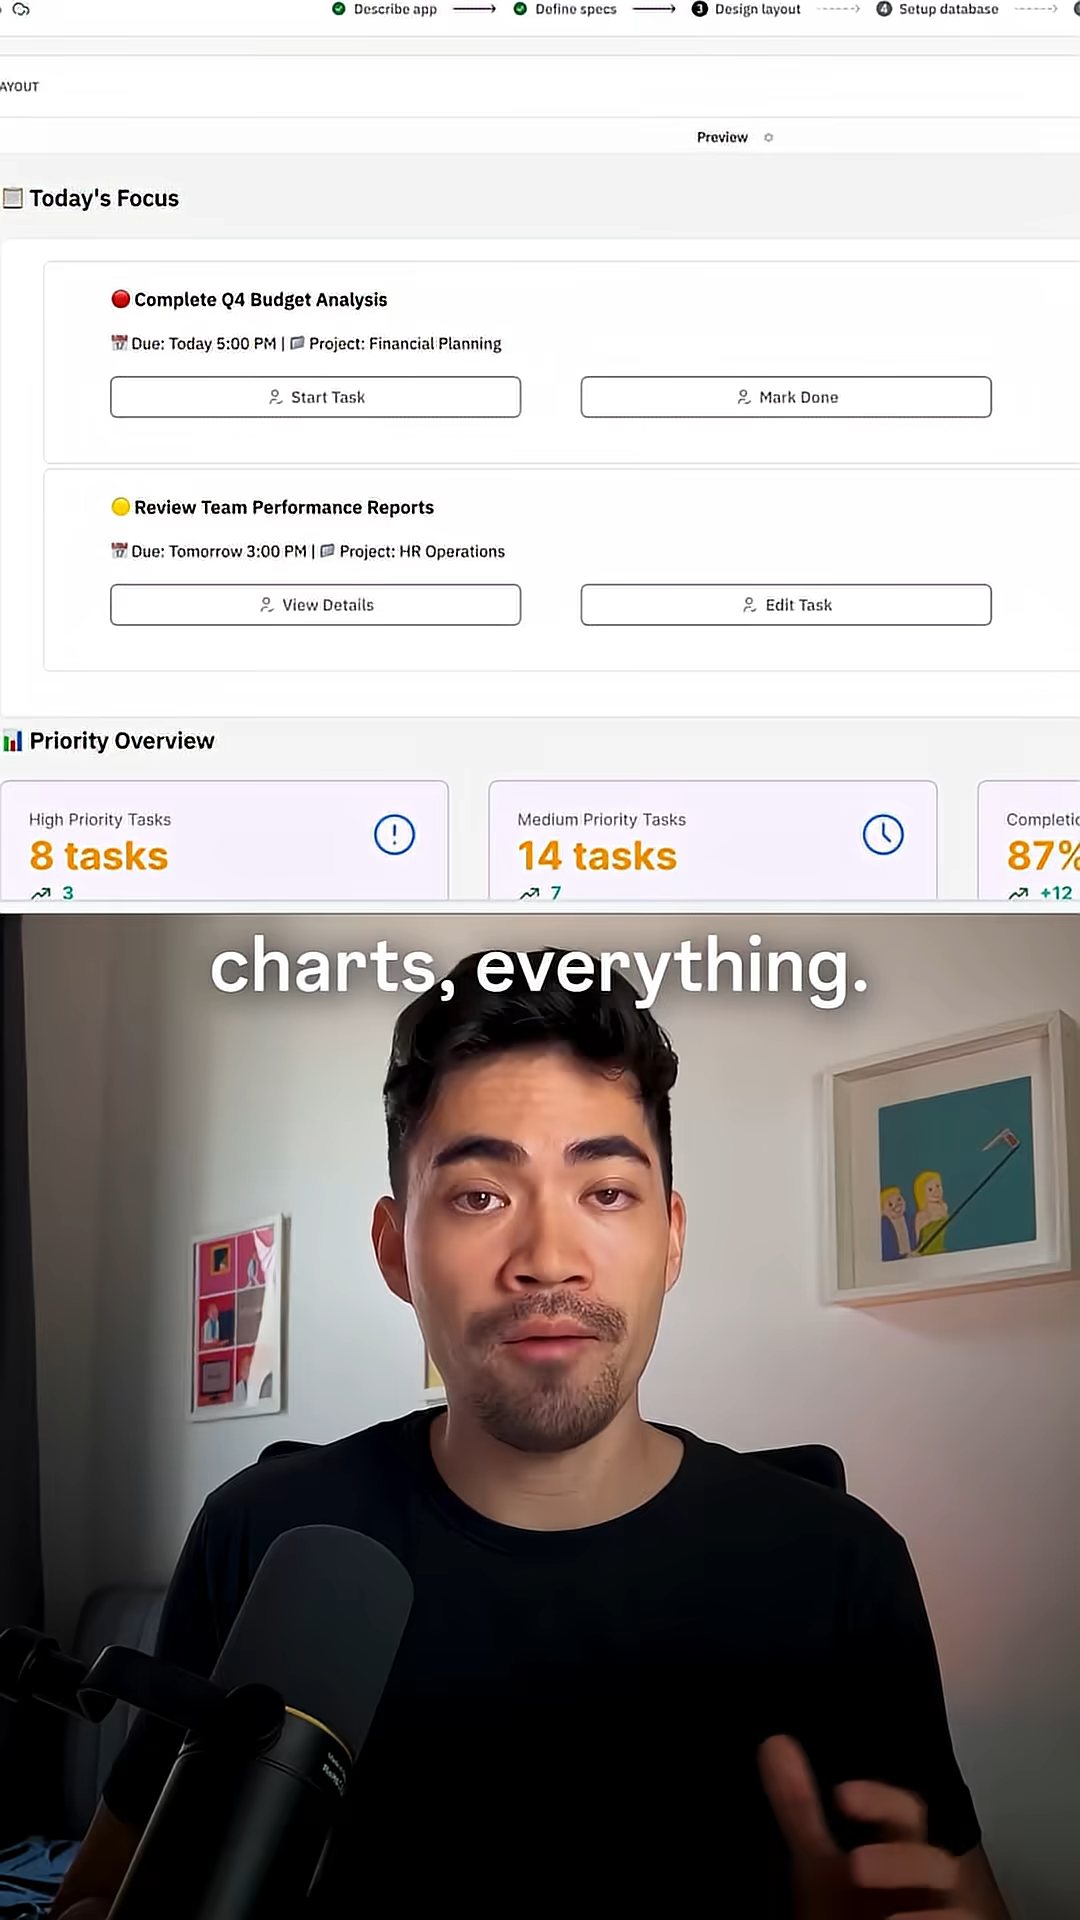 Describe app
Define specs
3 Design layout
4 Setup database
AYOUT
Preview
Today's Focus
Complete Q4 Budget Analysis
Due: Today 5:00 PM | Project: Financial Planning
Start Task
Mark Done
Review Team Performance Reports
Due: Tomorrow 3:00 PM | Project: HR Operations
View Details
Edit Task
Priority Overview
High Priority Tasks
8 tasks
3
Medium Priority Tasks
14 tasks
7
Completio
87%
+12
charts, everything.